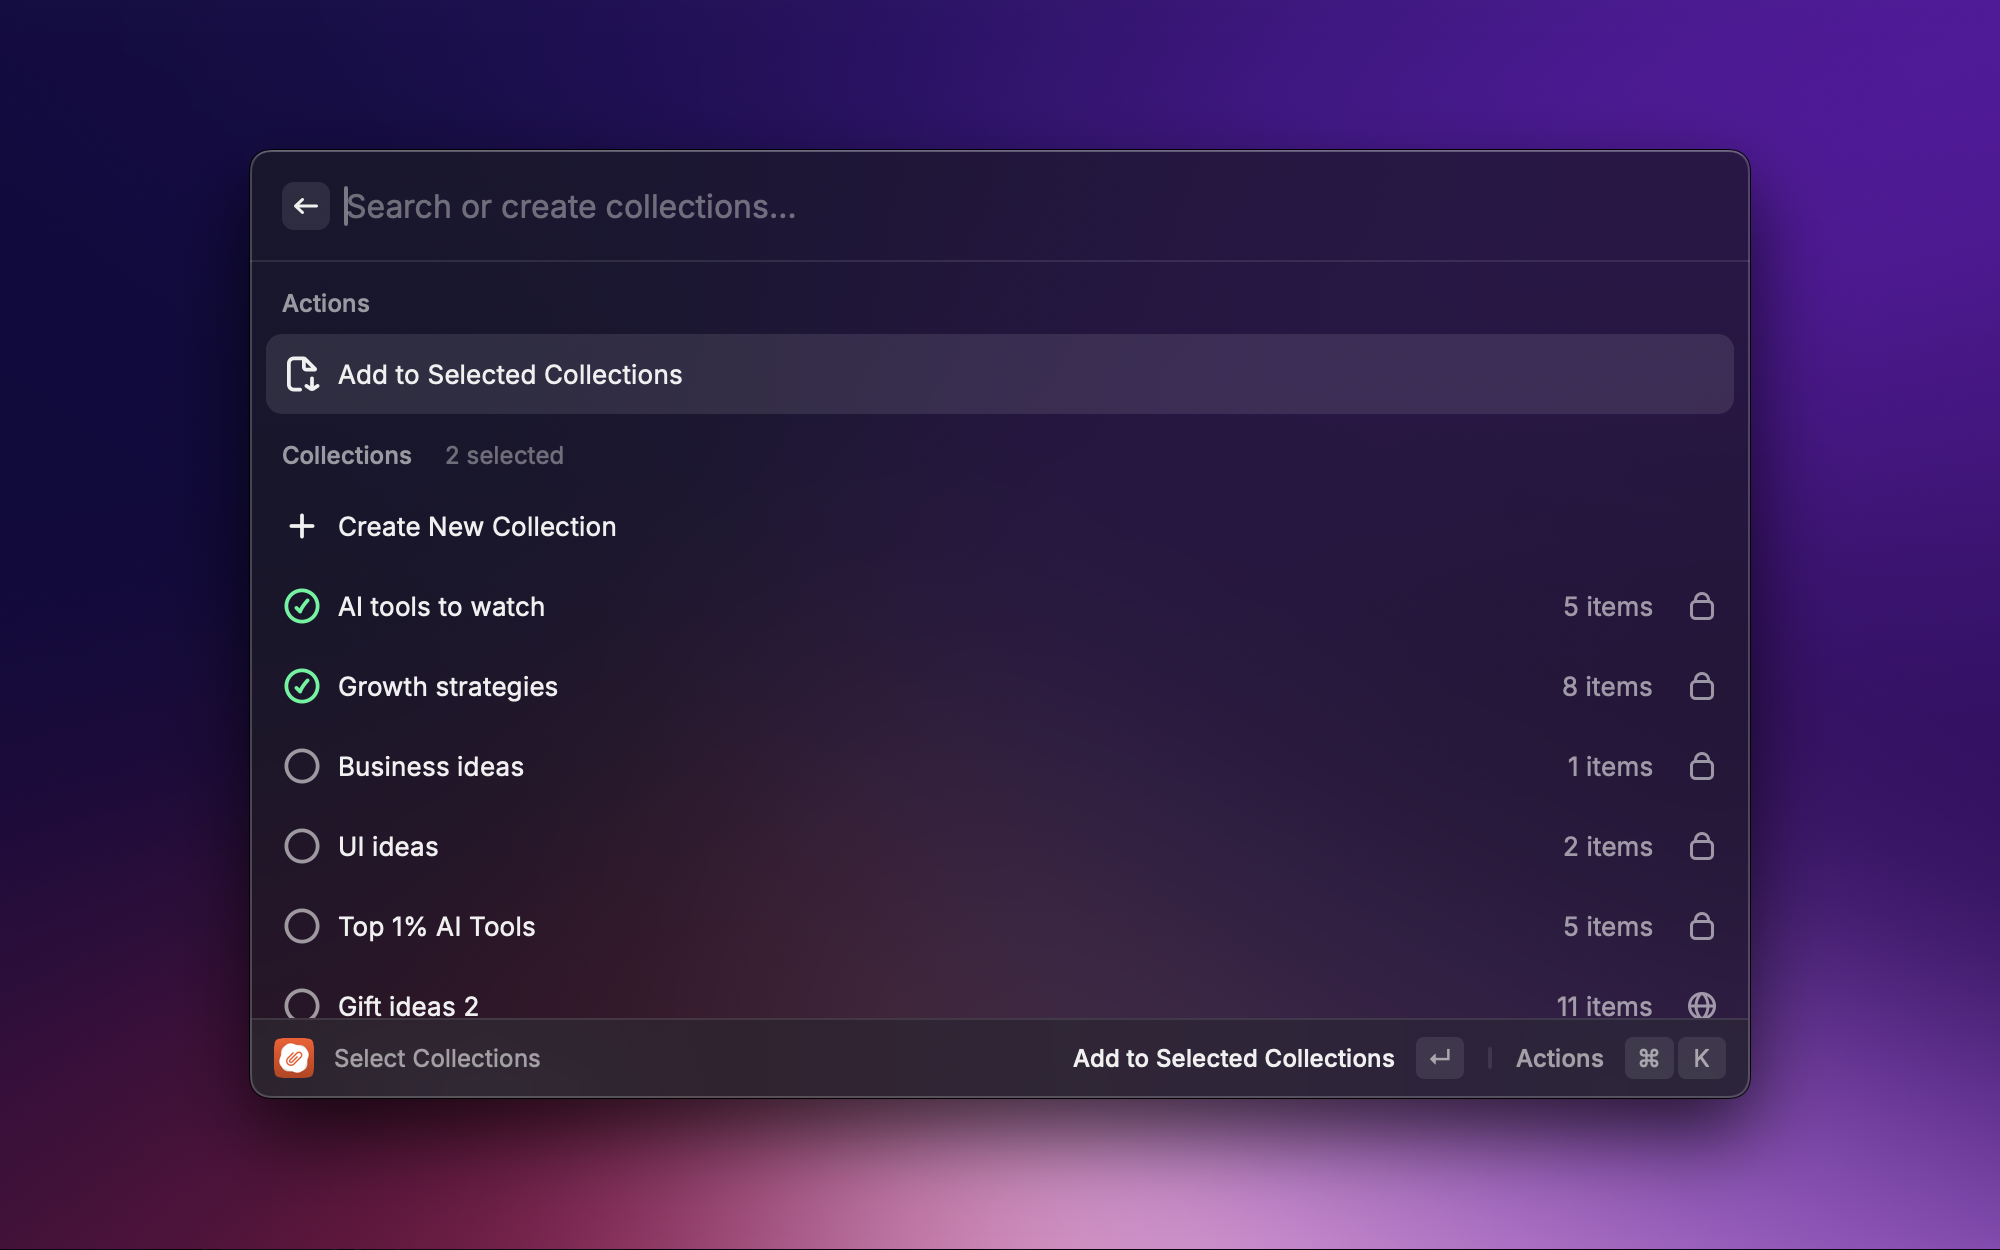 Search or create collections...
Actions
Add to Selected Collections
Collections 2 selected
Create New Collection
AI tools to watch 5 items
Growth strategies 8 items
Business ideas 1 items
UI ideas 2 items
Top 1% AI Tools 5 items
Gift ideas 2 11 items
Select Collections Add to Selected Collections ↵ Actions ⌘ K